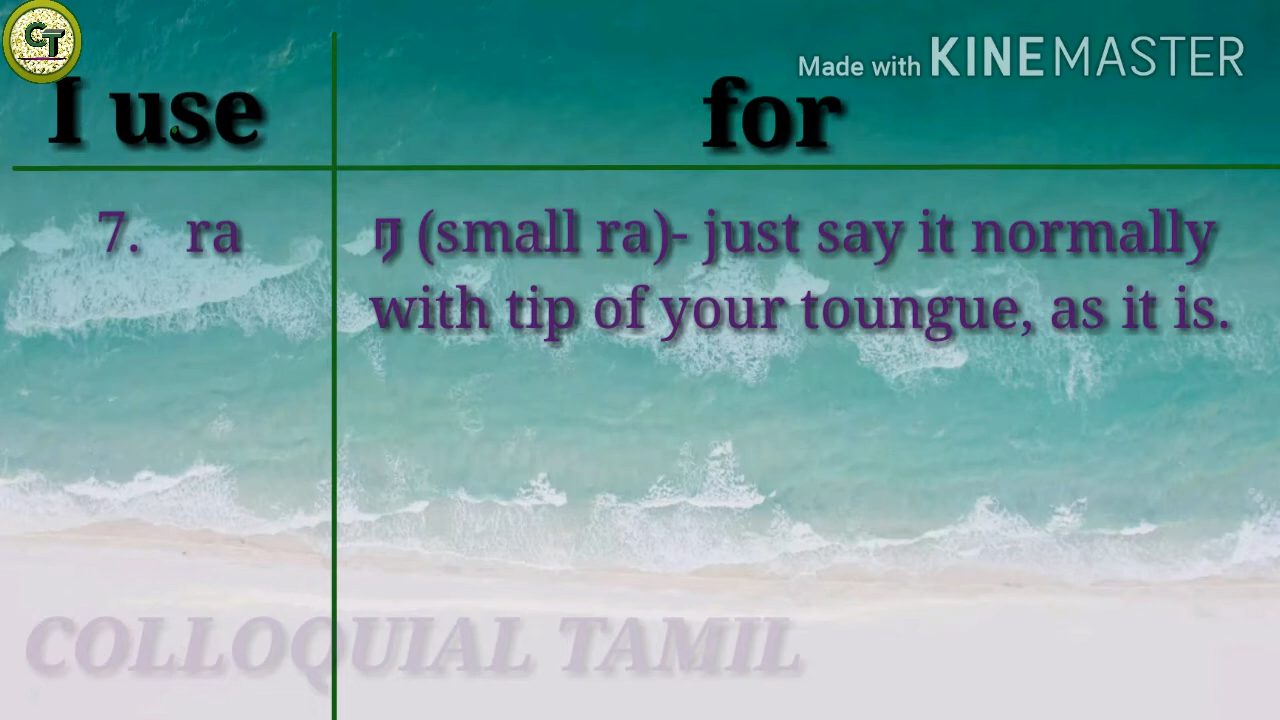 CT
Made with KINEMASTER
I use for
7. ra ர (small ra)- just say it normally
with tip of your toungue, as it is.
COLLOQUIAL TAMIL